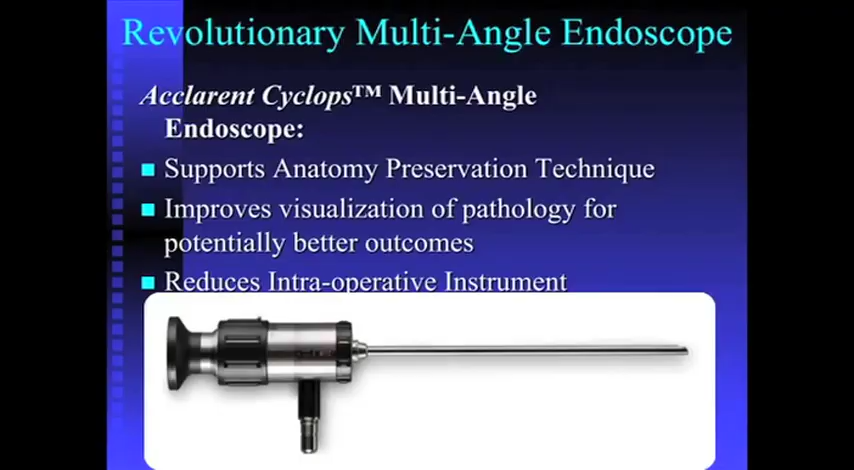 Revolutionary Multi-Angle Endoscope
Acclarent Cyclops™ Multi-Angle
Endoscope:
Supports Anatomy Preservation Technique
Improves visualization of pathology for
potentially better outcomes
Reduces Intra-operative Instrument